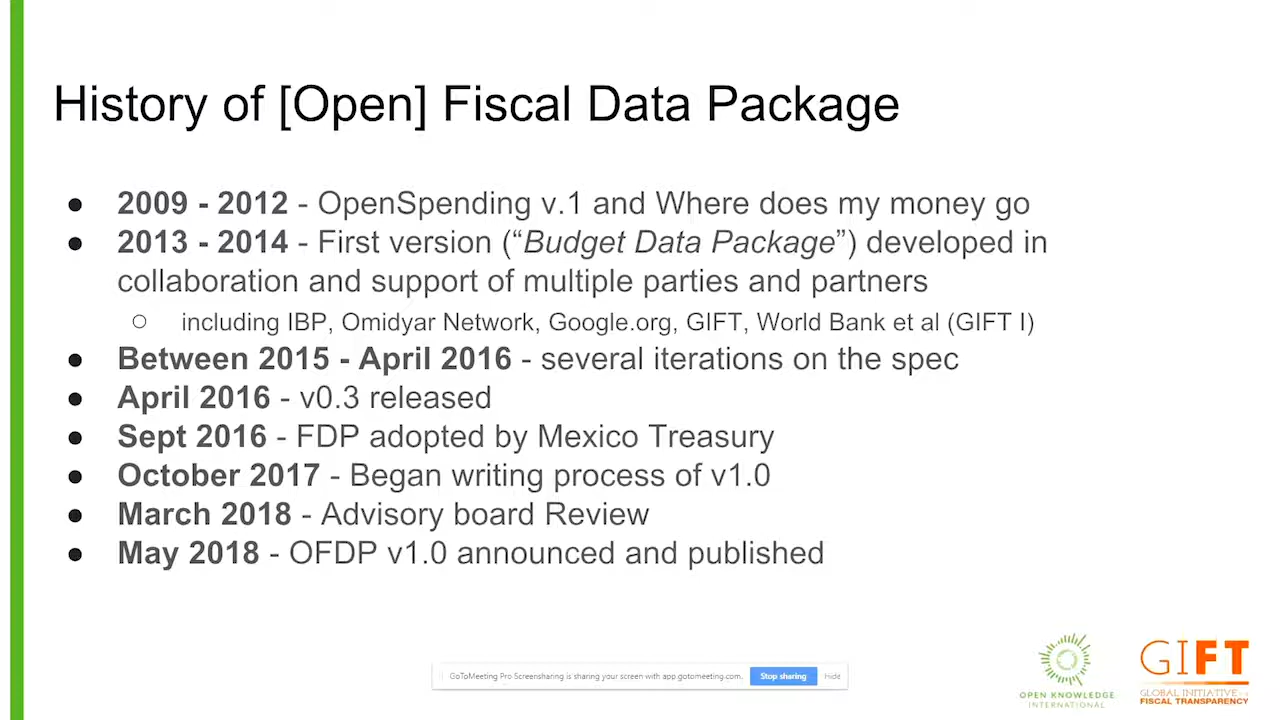 History of [Open] Fiscal Data Package
● 2009 - 2012 - OpenSpending v.1 and Where does my money go
● 2013 - 2014 - First version (“Budget Data Package”) developed in
collaboration and support of multiple parties and partners
○ including IBP, Omidyar Network, Google.org, GIFT, World Bank et al (GIFT I)
● Between 2015 - April 2016 - several iterations on the spec
● April 2016 - v0.3 released
● Sept 2016 - FDP adopted by Mexico Treasury
● October 2017 - Began writing process of v1.0
● March 2018 - Advisory board Review
● May 2018 - OFDP v1.0 announced and published
GoToMeeting Pro Screensharing is sharing your screen with app.gotomeeting.com. Stop sharing Hide
OPEN KNOWLEDGE
INTERNATIONAL
GIFT
GLOBAL INITIATIVE
FISCAL TRANSPARENCY